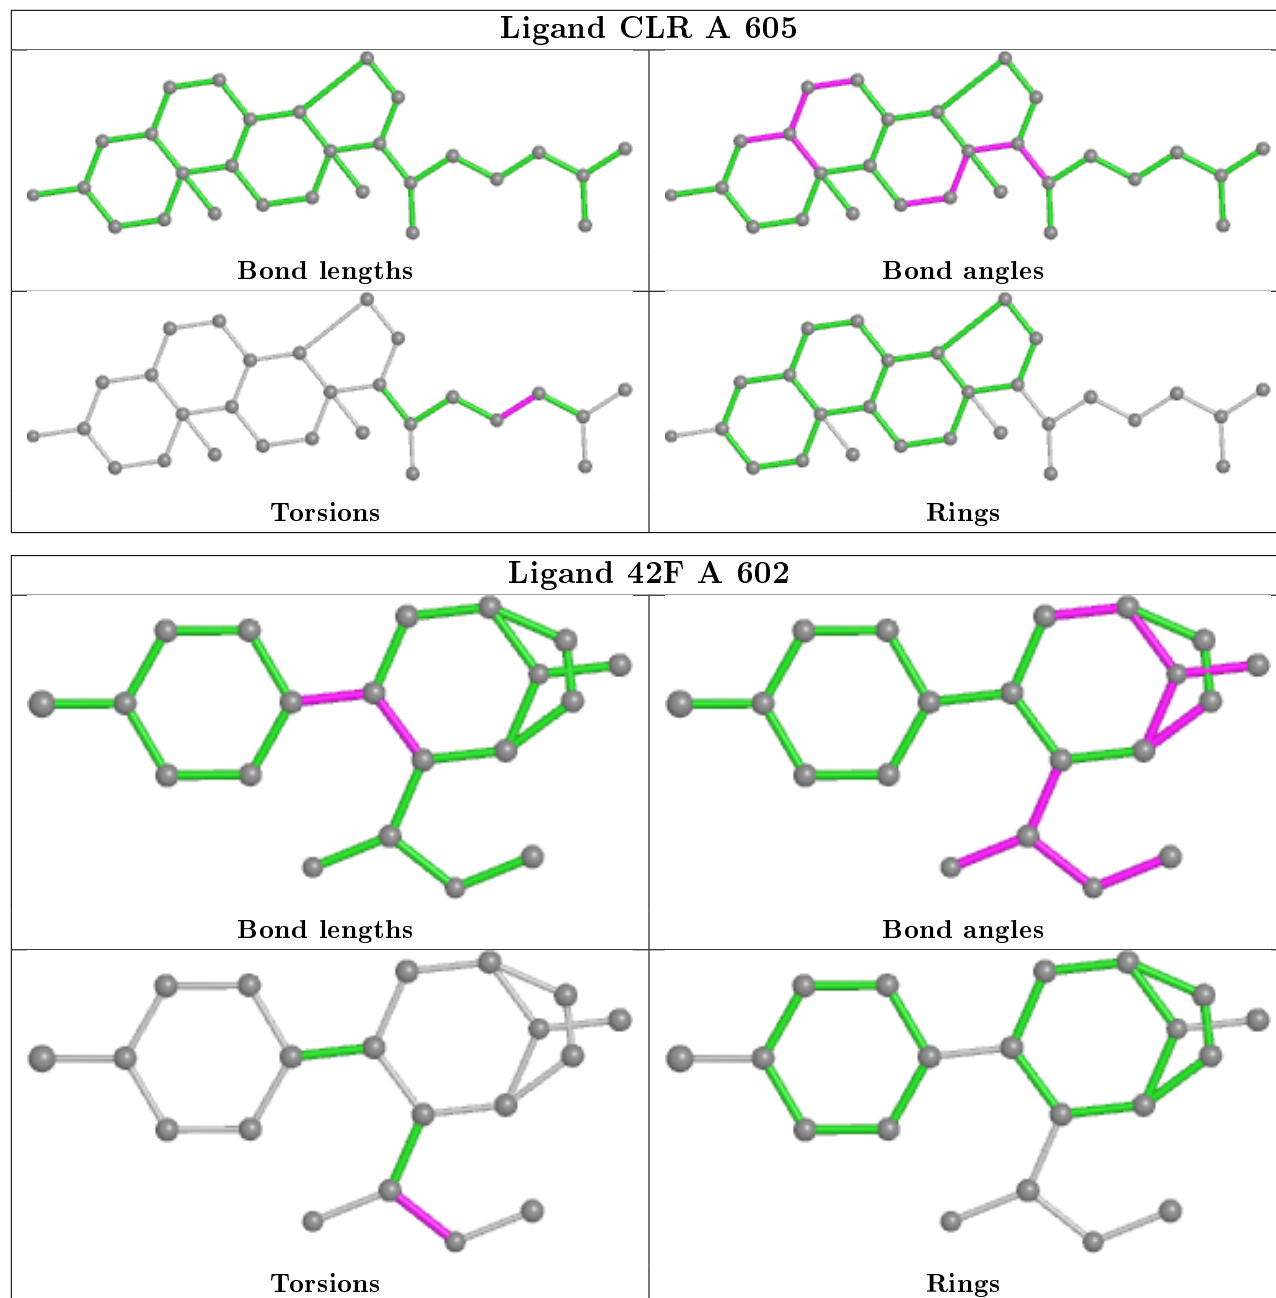 Ligand CLR A 605
Bond lengths
Bond angles
Torsions
Rings
Ligand 42F A 602
Bond lengths
Bond angles
Torsions
Rings